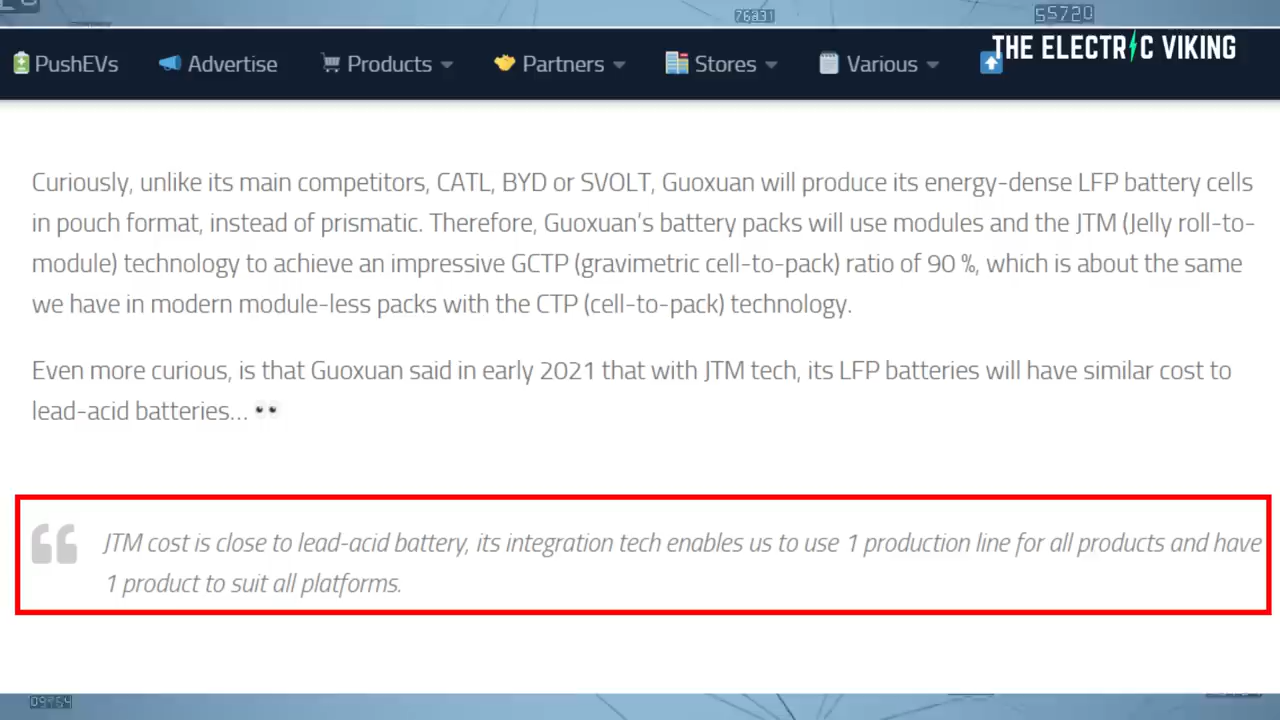 76a31
55720
PushEVs Advertise Products Partners Stores Various
THE ELECTRIC VIKING
Curiously, unlike its main competitors, CATL, BYD or SVOLT, Guoxuan will produce its energy-dense LFP battery cells
in pouch format, instead of prismatic. Therefore, Guoxuan's battery packs will use modules and the JTM (Jelly roll-to-
module) technology to achieve an impressive GCTP (gravimetric cell-to-pack) ratio of 90 %, which is about the same
we have in modern module-less packs with the CTP (cell-to-pack) technology.
Even more curious, is that Guoxuan said in early 2021 that with JTM tech, its LFP batteries will have similar cost to
lead-acid batteries… 👀
JTM cost is close to lead-acid battery, its integration tech enables us to use 1 production line for all products and have
1 product to suit all platforms.
09754